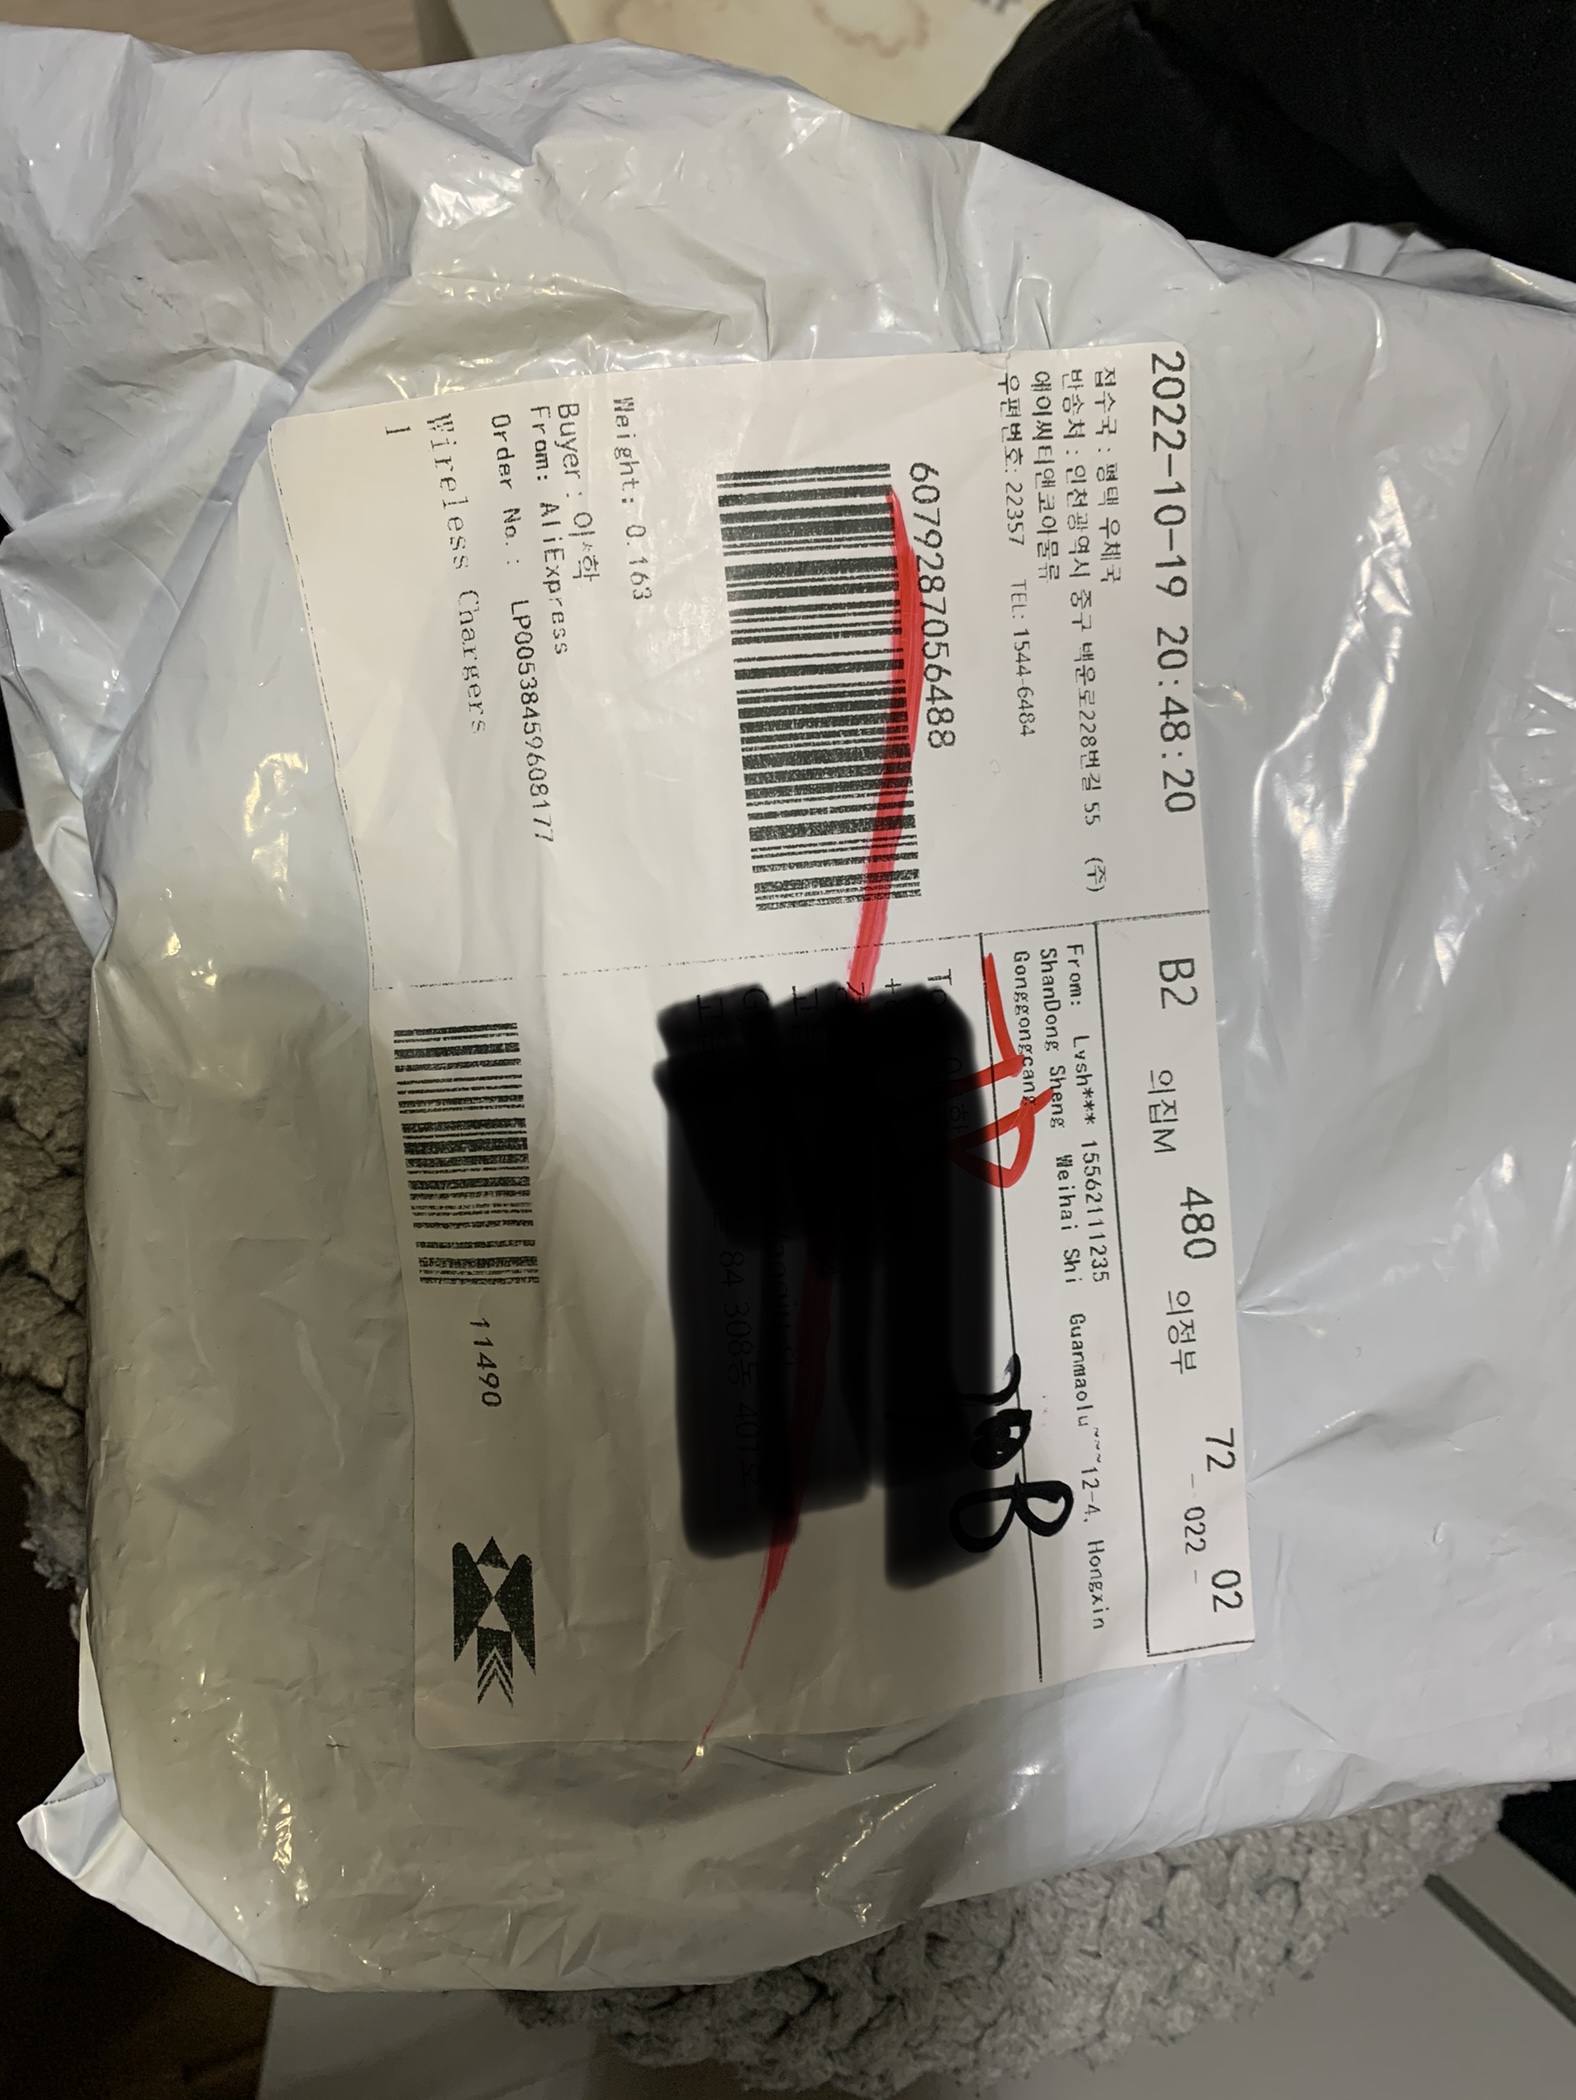 2022-10-19 20:48:20
접수국 : 평택 우체국
반송처 : 인천광역시 중구 백운로228번길 55 (주)
에이씨티앤코아물류
우편번호: 22357 TEL: 1544-6484
6079287056488
Weight: 0.163
Buyer : 이*학
From: AliExpress
Order No.: LP00538459608177
Wireless Chargers
1
B2 의집M 480 의정부 72 - 022 - 02
From: Lvsh*** 15562111235
ShanDong Sheng Weihai Shi Guanmaolu~~~12-4, Hongxin
Gonggongcang
11490